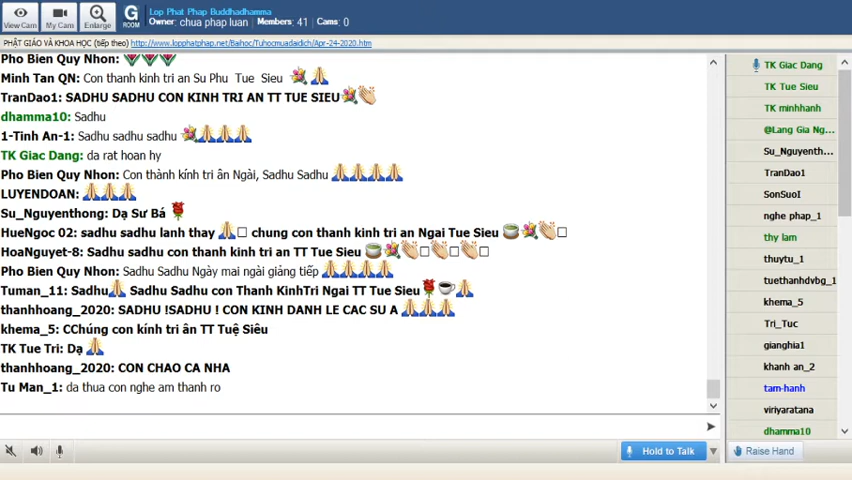 Lop Phat Phap Buddhadhamma
Owner: chua phap luan Members: 41 Cams: 0
View Cam
My Cam
Enlarge
G
ROOM
PHẬT GIÁO VÀ KHOA HỌC (tiếp theo) http://www.lopphatphap.net/Baihoc/Tuhocmuadaidich/Apr-24-2020.htm
Pho Bien Quy Nhon:
Minh Tan QN: Con thanh kinh tri an Su Phu Tue Sieu
TranDao1: SADHU SADHU CON KINH TRI AN TT TUE SIEU
dhamma10: Sadhu
1-Tinh An-1: Sadhu sadhu sadhu
TK Giac Dang: da rat hoan hy
Pho Bien Quy Nhon: Con thành kính tri ân Ngài, Sadhu Sadhu
LUYENDOAN:
Su_Nguyenthong: Dạ Sư Bá
HueNgoc 02: sadhu sadhu lanh thay chung con thanh kinh tri an Ngai Tue Sieu
HoaNguyet-8: Sadhu sadhu con thanh kinh tri an TT Tue Sieu
Pho Bien Quy Nhon: Sadhu Sadhu Ngày mai ngài giảng tiếp
Tuman_11: Sadhu Sadhu Sadhu con Thanh KinhTri Ngai TT Tue Sieu
thanhhoang_2020: SADHU !SADHU ! CON KINH DANH LE CAC SU A
khema_5: CChúng con kính tri ân TT Tuệ Siêu
TK Tue Tri: Dạ
thanhhoang_2020: CON CHAO CA NHA
Tu Man_1: da thua con nghe am thanh ro
TK Giac Dang
TK Tue Sieu
TK minhhanh
@Lang Gia Ng...
Su_Nguyenth...
TranDao1
SonSuoI
nghe phap_1
thy lam
thuytu_1
tuethanhdvbg_1
khema_5
Tri_Tuc
gianghia1
khanh an_2
tam-hanh
viriyaratana
dhamma10
Hold to Talk
Raise Hand